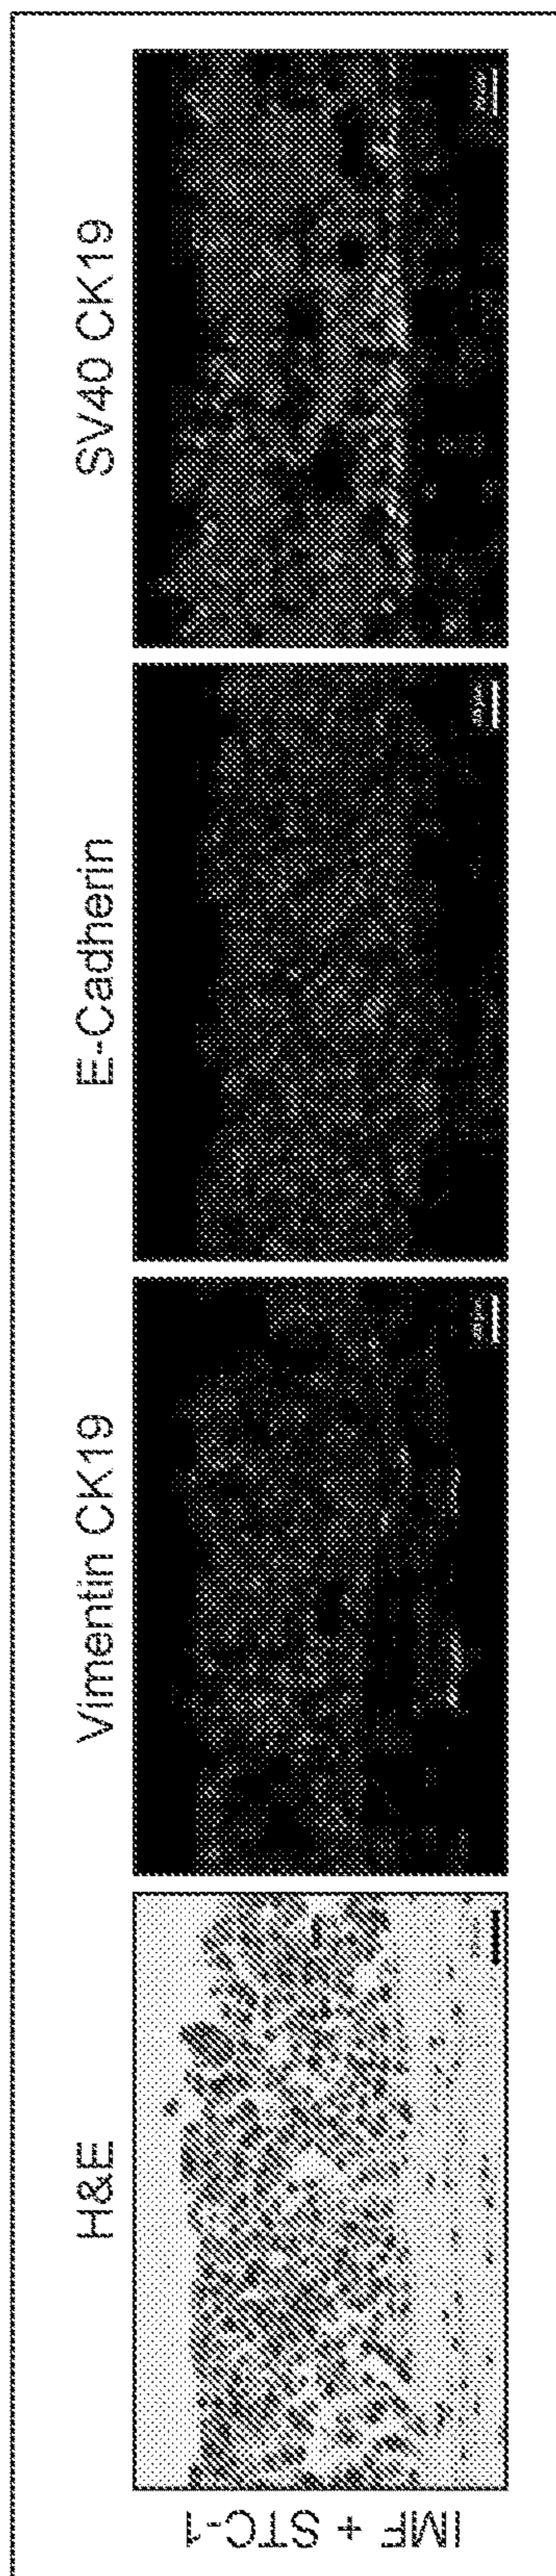 H&E
Vimentin CK19
E-Cadherin
SV40 CK19
IMF + STC-1